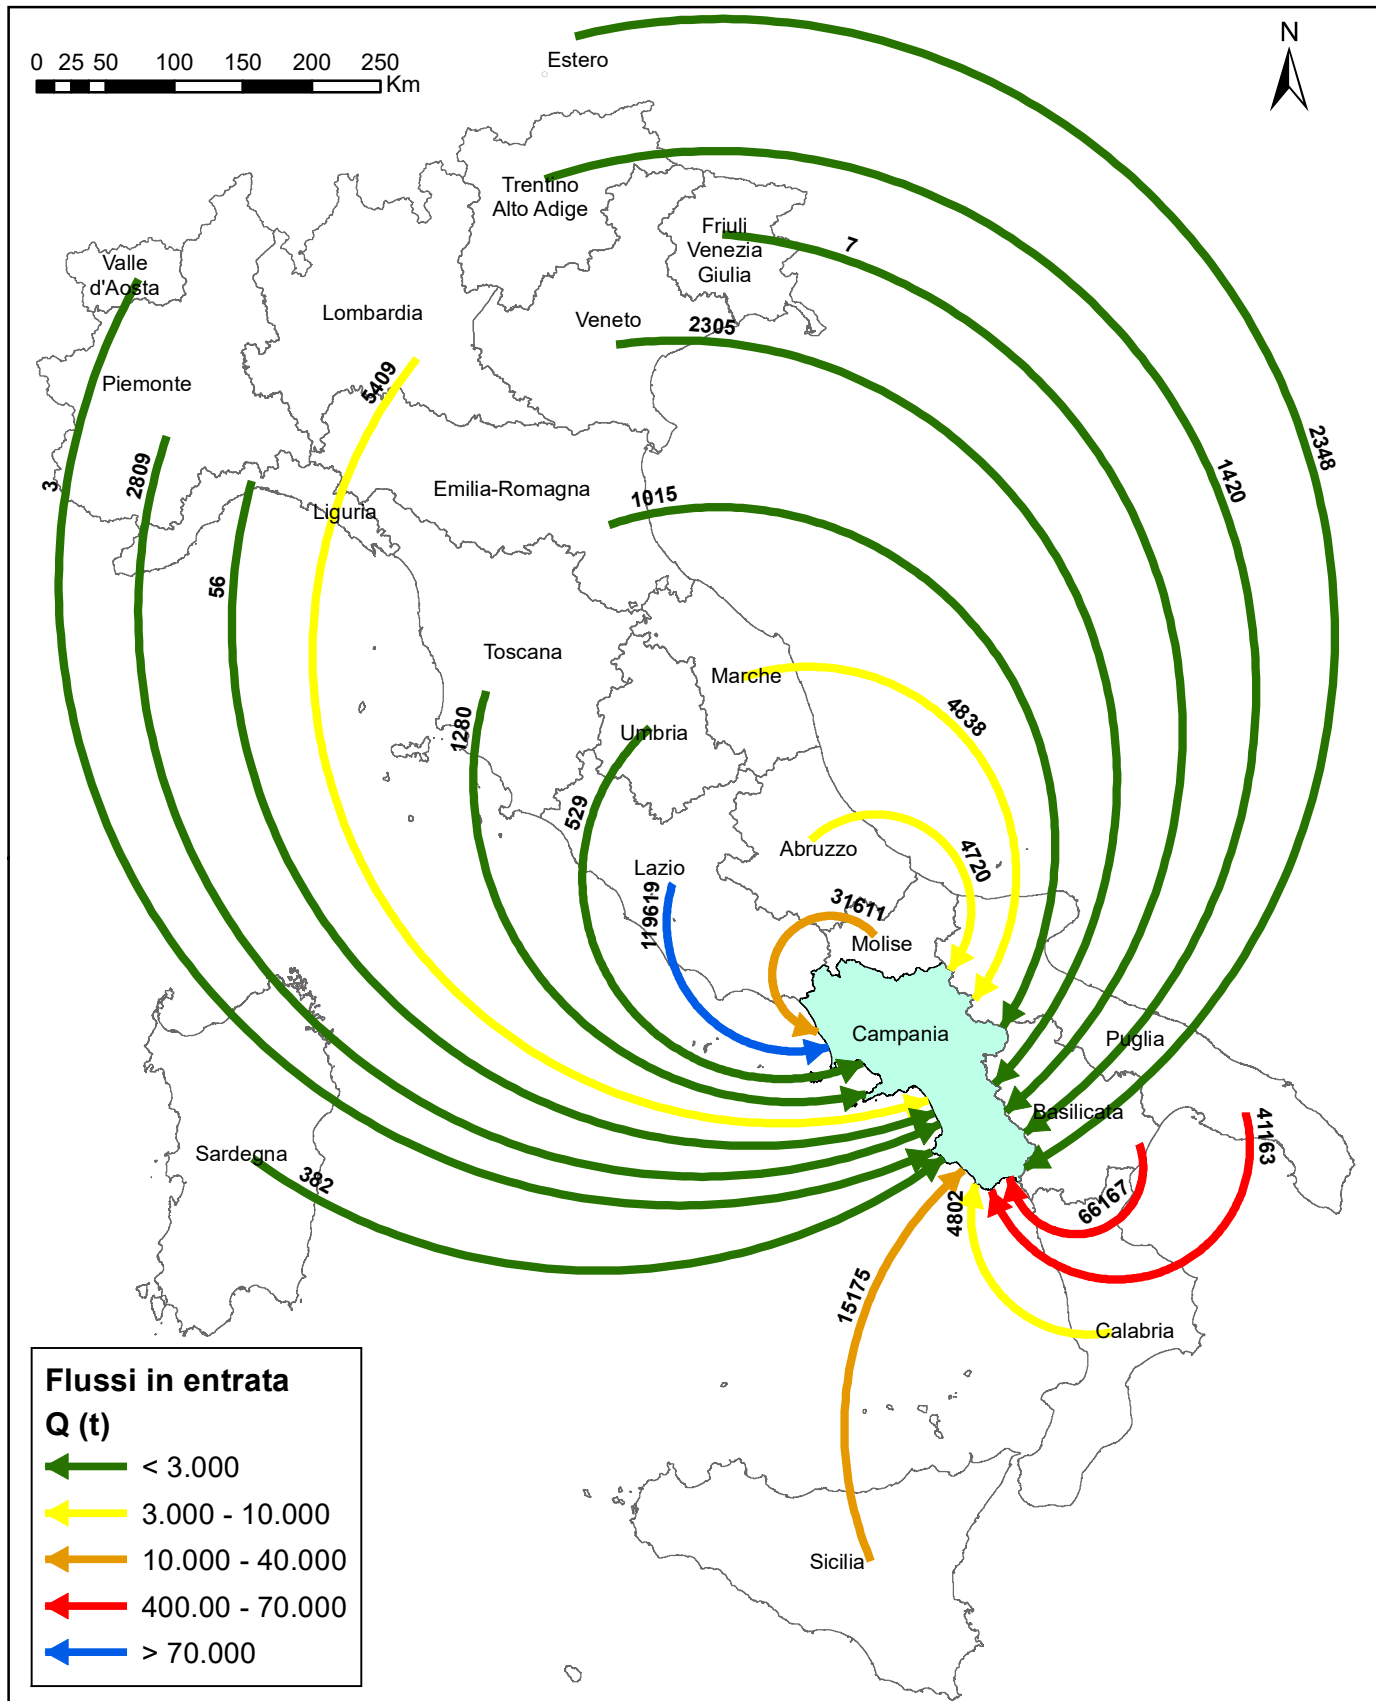 0 25 50 100 150 200 250
Km
N
Estero
Trentino
Alto Adige
Friuli
Venezia
Giulia
7
Valle
d'Aosta
Lombardia
Veneto
2305
Piemonte
5409
2348
1420
3
2809
Emilia-Romagna
1015
Liguria
56
Toscana
Marche
4838
1280
Umbria
529
Abruzzo
4720
Lazio
119619
31611
Molise
Campania
Puglia
Basilicata
41163
Sardegna
382
66167
4802
15175
Calabria
Sicilia
Flussi in entrata
Q (t)
< 3.000
3.000 - 10.000
10.000 - 40.000
400.00 - 70.000
> 70.000